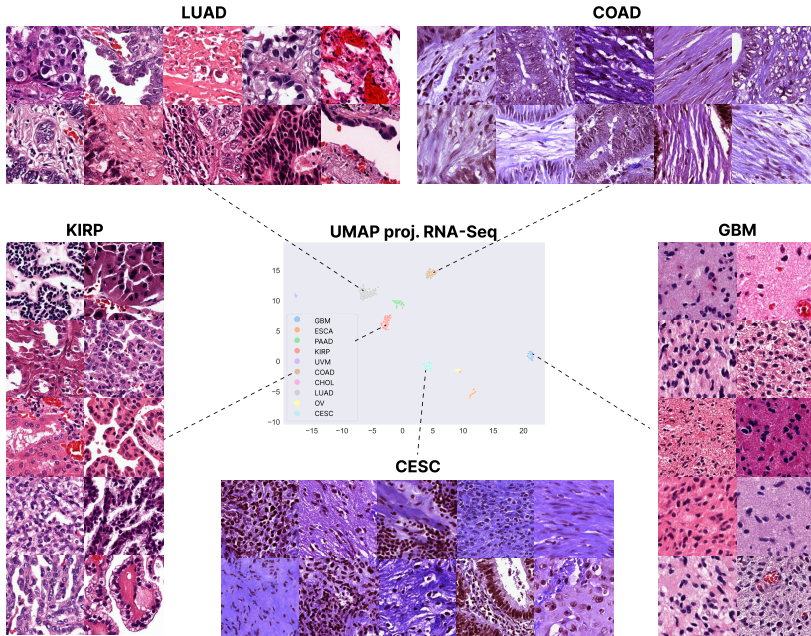 LUAD
COAD
KIRP
UMAP proj. RNA-Seq
GBM
15
10
5
0
−5
−10
GBM
ESCA
PAAD
KIRP
UVM
COAD
CHOL
LUAD
OV
CESC
−15
−10
−5
0
5
10
15
20
CESC